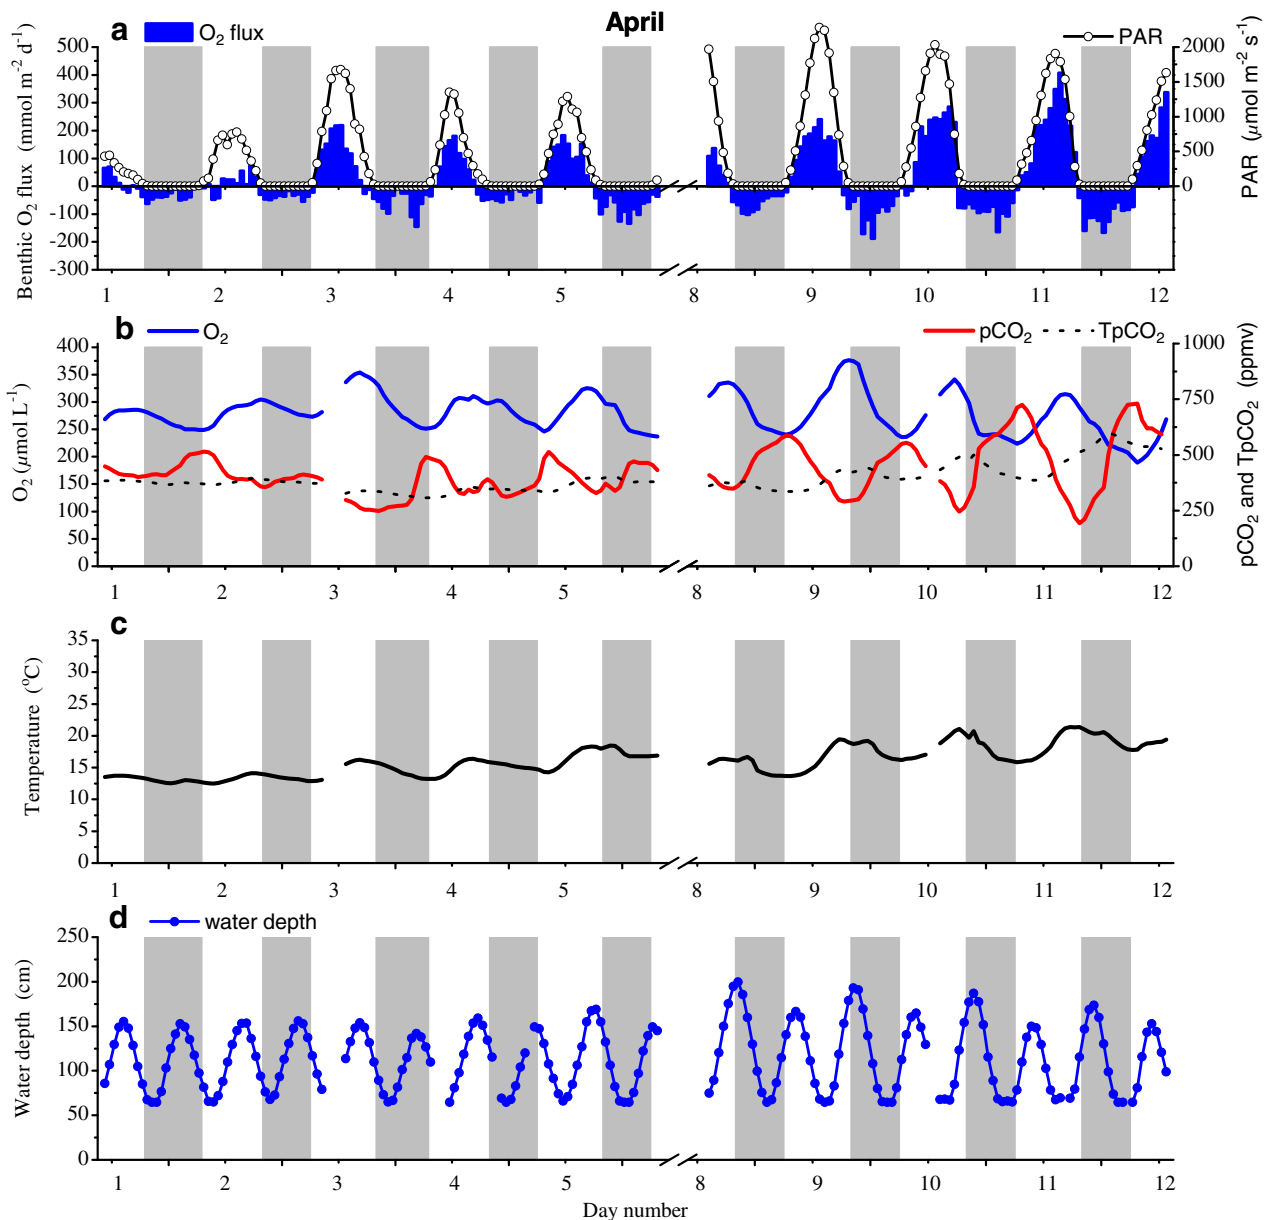 April
a O₂ flux PAR
Benthic O₂ flux (mmol m⁻² d⁻¹)
500
400
300
200
100
0
-100
-200
-300
2000
1500
1000
500
0
PAR (μmol m⁻² s⁻¹)
1 2 3 4 5 8 9 10 11 12
b O₂ pCO₂ TpCO₂
O₂ (μmol L⁻¹)
400
350
300
250
200
150
100
50
0
1000
750
500
250
0
pCO₂ and TpCO₂ (ppmv)
1 2 3 4 5 8 9 10 11 12
c
Temperature (°C)
35
30
25
20
15
10
5
0
1 2 3 4 5 8 9 10 11 12
d water depth
Water depth (cm)
250
200
150
100
50
0
1 2 3 4 5 8 9 10 11 12
Day number